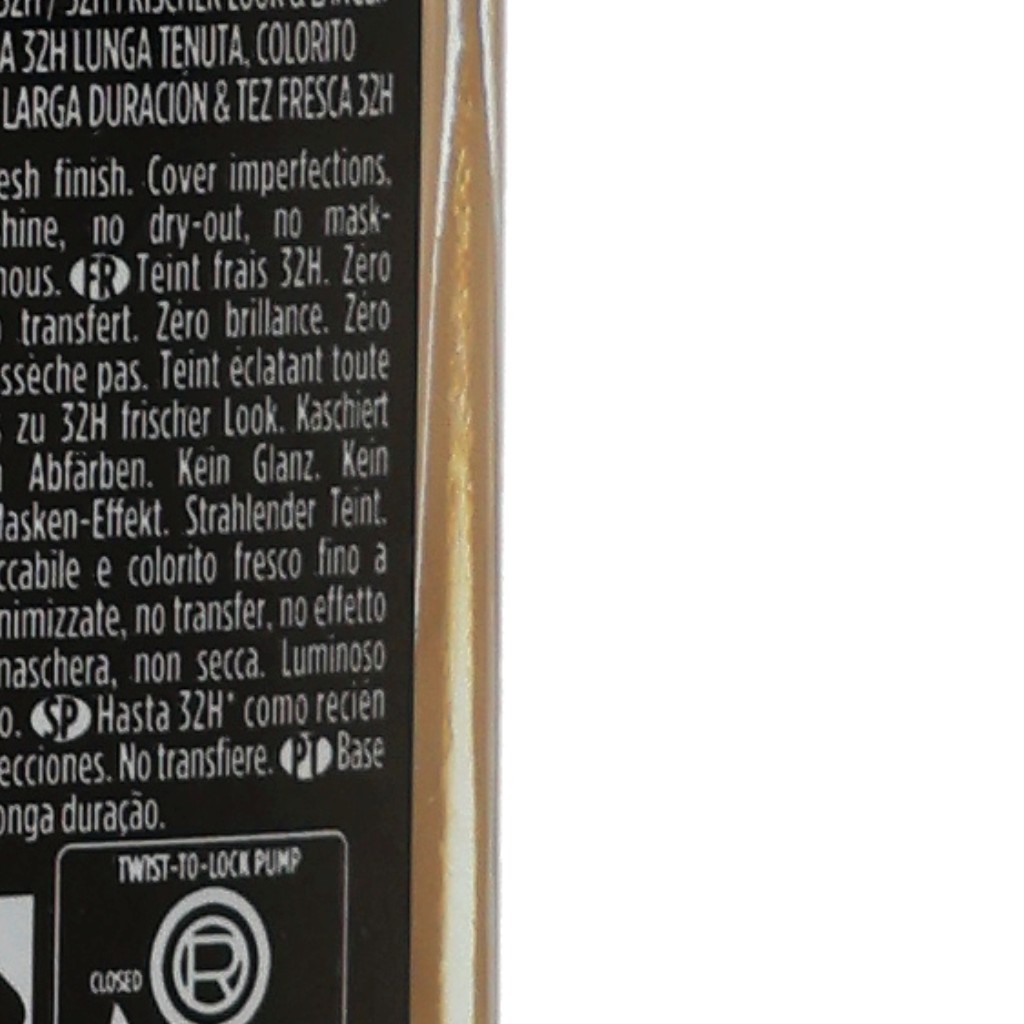 32H / 32H FRISCHER LOOK &
A 32H LUNGA TENUTA, COLORITO
LARGA DURACIÓN & TEZ FRESCA 32H
esh finish. Cover imperfections.
hine, no dry-out, no mask-
nous. FR Teint frais 32H. Zéro
transfert. Zéro brillance. Zéro
ssèche pas. Teint éclatant toute
zu 32H frischer Look. Kaschiert
Abfärben. Kein Glanz. Kein
Masken-Effekt. Strahlender Teint.
ccabile e colorito fresco fino a
nimizzate, no transfer, no effetto
maschera, non secca. Luminoso
o. SP Hasta 32H* como recién
ecciones. No transfiere. PT Base
onga duração.
TWIST-TO-LOCK PUMP
R
CLOSED